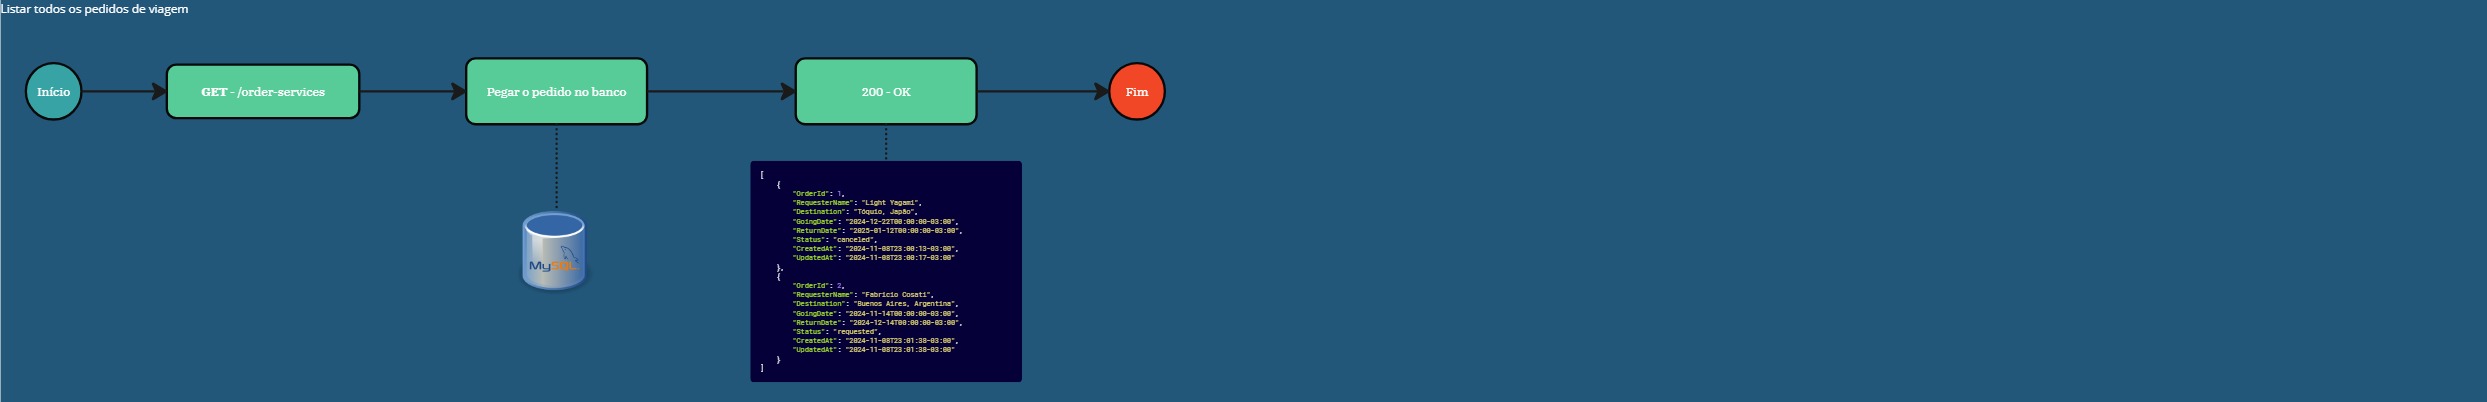 Listar todos os pedidos de viagem
Início
GET - /order-services
Pegar o pedido no banco
200 - OK
Fim
MySQL
[
{
"OrderId": 1,
"RequesterName": "Light Yagami",
"Destination": "Tóquio, Japão",
"GoingDate": "2024-12-22T00:00:00-03:00",
"ReturnDate": "2025-01-12T00:00:00-03:00",
"Status": "canceled",
"CreatedAt": "2024-11-08T23:00:13-03:00",
"UpdatedAt": "2024-11-08T23:00:17-03:00"
},
{
"OrderId": 2,
"RequesterName": "Fabricio Cosati",
"Destination": "Buenos Aires, Argentina",
"GoingDate": "2024-11-14T00:00:00-03:00",
"ReturnDate": "2024-12-14T00:00:00-03:00",
"Status": "requested",
"CreatedAt": "2024-11-08T23:01:38-03:00",
"UpdatedAt": "2024-11-08T23:01:38-03:00"
}
]